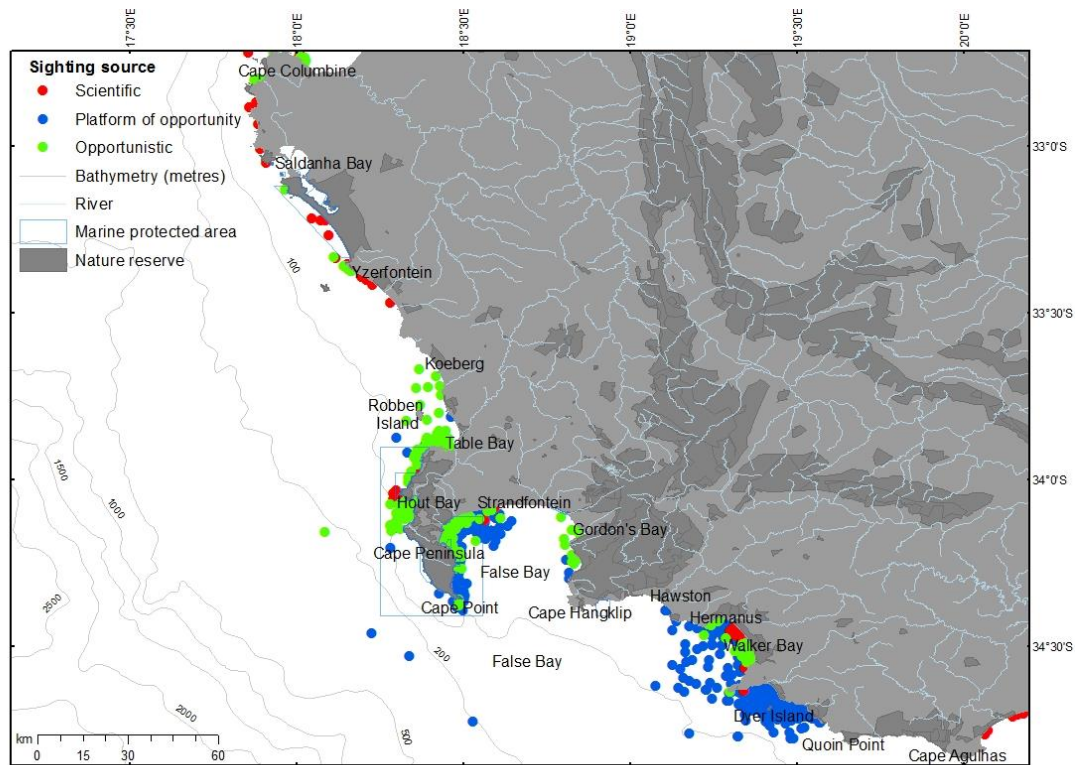 17°30'E
18°0'E
18°30'E
19°0'E
19°30'E
20°0'E
Sighting source
Scientific
Platform of opportunity
Opportunistic
Bathymetry (metres)
River
Marine protected area
Nature reserve
Cape Columbine
33°0'S
Saldanha Bay
100
Yzerfontein
33°30'S
Koeberg
Robben
Island
Table Bay
1500
1000
34°0'S
Hout Bay
Strandfontein
Gordon's Bay
Cape Peninsula
False Bay
2500
Cape Point
Cape Hangklip
Hawston
Hermanus
Walker Bay
34°30'S
200
False Bay
2000
500
Dyer Island
Quoin Point
Cape Agulhas
km
0 15 30 60